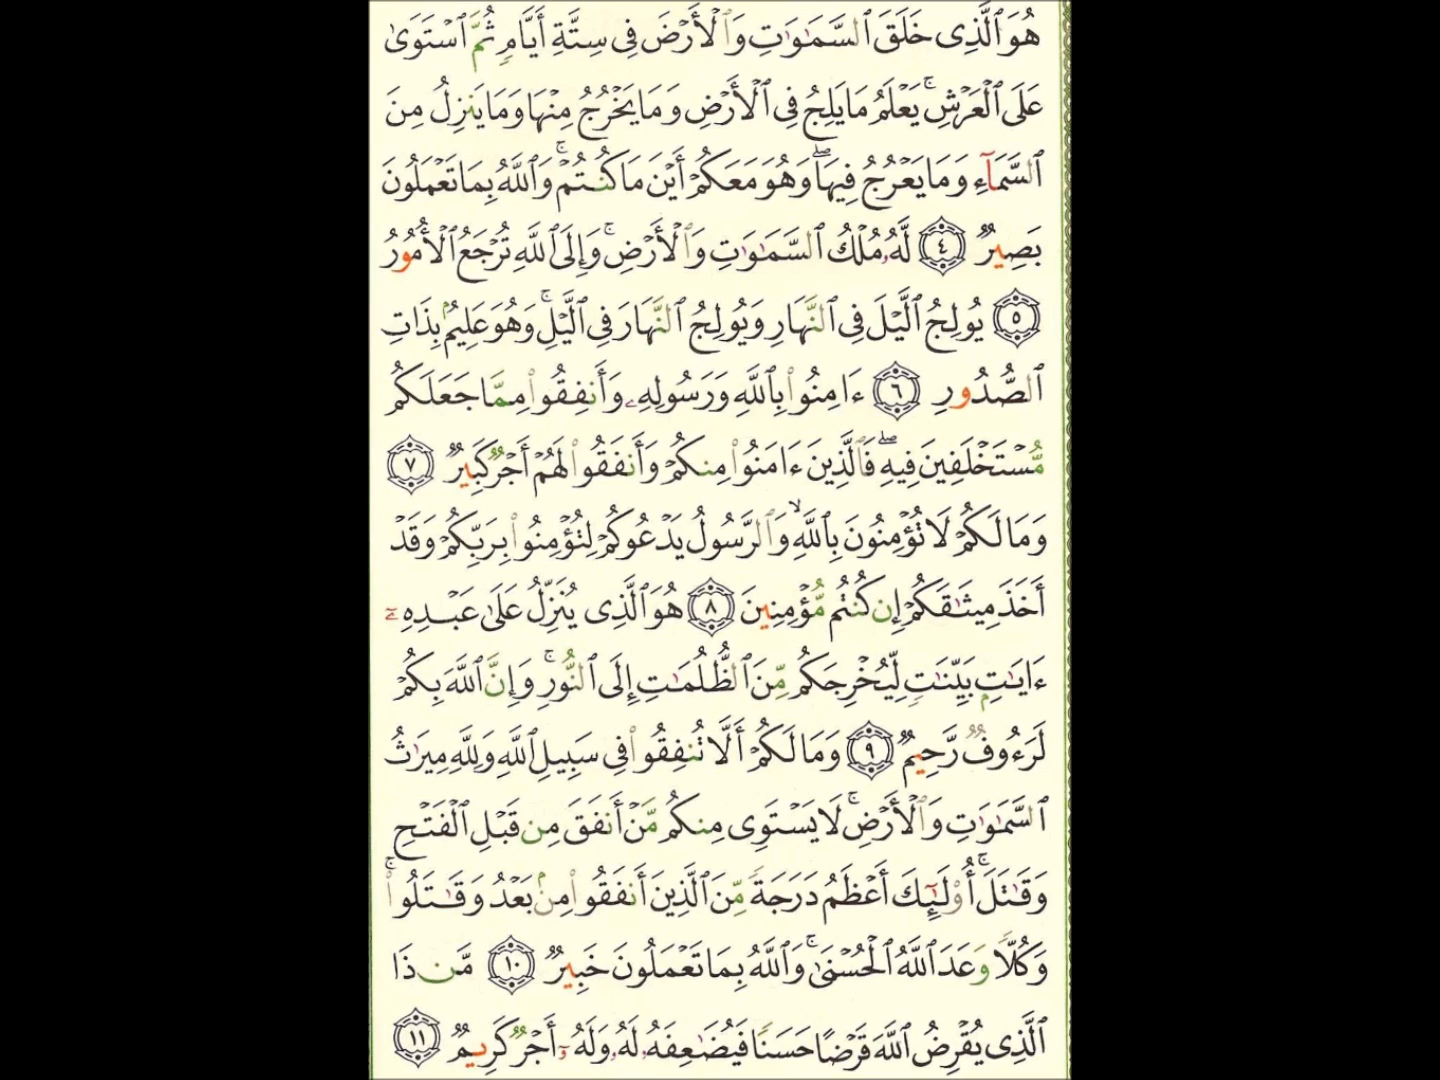 هُوَ ٱلَّذِى خَلَقَ ٱلسَّمَٰوَٰتِ وَٱلْأَرْضَ فِى سِتَّةِ أَيَّامٍ ثُمَّ ٱسْتَوَىٰ
عَلَى ٱلْعَرْشِ ۚ يَعْلَمُ مَا يَلِجُ فِى ٱلْأَرْضِ وَمَا يَخْرُجُ مِنْهَا وَمَا يَنزِلُ مِنَ
ٱلسَّمَآءِ وَمَا يَعْرُجُ فِيهَا ۖ وَهُوَ مَعَكُمْ أَيْنَ مَا كُنتُمْ ۚ وَٱللَّهُ بِمَا تَعْمَلُونَ
بَصِيرٌ ٤ لَّهُۥ مُلْكُ ٱلسَّمَٰوَٰتِ وَٱلْأَرْضِ ۚ وَإِلَى ٱللَّهِ تُرْجَعُ ٱلْأُمُورُ
٥ يُولِجُ ٱلَّيْلَ فِى ٱلنَّهَارِ وَيُولِجُ ٱلنَّهَارَ فِى ٱلَّيْلِ ۚ وَهُوَ عَلِيمٌۢ بِذَاتِ
ٱلصُّدُورِ ٦ ءَامِنُوا۟ بِٱللَّهِ وَرَسُولِهِۦ وَأَنفِقُوا۟ مِمَّا جَعَلَكُم
مُّسْتَخْلَفِينَ فِيهِ ۖ فَٱلَّذِينَ ءَامَنُوا۟ مِنكُمْ وَأَنفَقُوا۟ لَهُمْ أَجْرٌ كَبِيرٌ ٧
وَمَا لَكُمْ لَا تُؤْمِنُونَ بِٱللَّهِ ۙ وَٱلرَّسُولُ يَدْعُوكُمْ لِتُؤْمِنُوا۟ بِرَبِّكُمْ وَقَدْ
أَخَذَ مِيثَٰقَكُمْ إِن كُنتُم مُّؤْمِنِينَ ٨ هُوَ ٱلَّذِى يُنَزِّلُ عَلَىٰ عَبْدِهِۦٓ
ءَايَٰتٍۭ بَيِّنَٰتٍ لِّيُخْرِجَكُم مِّنَ ٱلظُّلُمَٰتِ إِلَى ٱلنُّورِ ۚ وَإِنَّ ٱللَّهَ بِكُمْ
لَرَءُوفٌ رَّحِيمٌ ٩ وَمَا لَكُمْ أَلَّا تُنفِقُوا۟ فِى سَبِيلِ ٱللَّهِ وَلِلَّهِ مِيرَٰثُ
ٱلسَّمَٰوَٰتِ وَٱلْأَرْضِ ۚ لَا يَسْتَوِى مِنكُم مَّنْ أَنفَقَ مِن قَبْلِ ٱلْفَتْحِ
وَقَٰتَلَ ۚ أُو۟لَٰٓئِكَ أَعْظَمُ دَرَجَةً مِّنَ ٱلَّذِينَ أَنفَقُوا۟ مِنۢ بَعْدُ وَقَٰتَلُوا۟ ۚ
وَكُلًّا وَعَدَ ٱللَّهُ ٱلْحُسْنَىٰ ۚ وَٱللَّهُ بِمَا تَعْمَلُونَ خَبِيرٌ ١٠ مَّن ذَا
ٱلَّذِى يُقْرِضُ ٱللَّهَ قَرْضًا حَسَنًا فَيُضَٰعِفَهُۥ لَهُۥ وَلَهُۥٓ أَجْرٌ كَرِيمٌ ١١